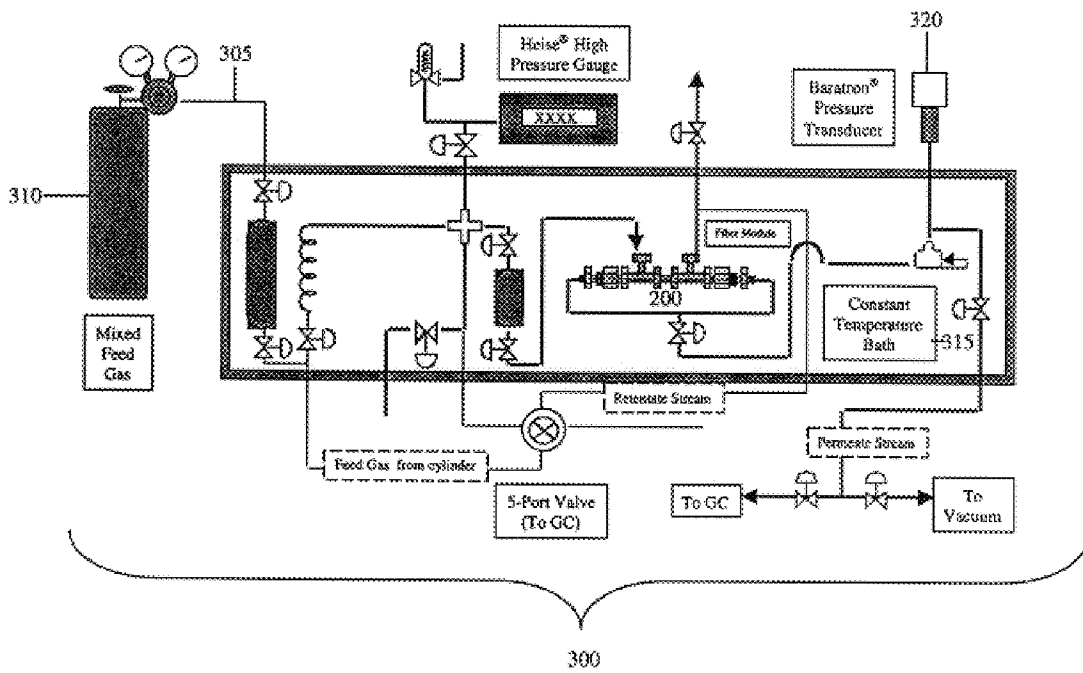 305
Heise® High
Pressure Gauge
XXXX
320
Baratron®
Pressure
Transducer
310
Mixed
Feed
Gas
Fiber Module
200
Constant
Temperature
Bath
315
Retentate Stream
Permeate Stream
Feed Gas from cylinder
5-Port Valve
(To GC)
To GC
To
Vacuum
300